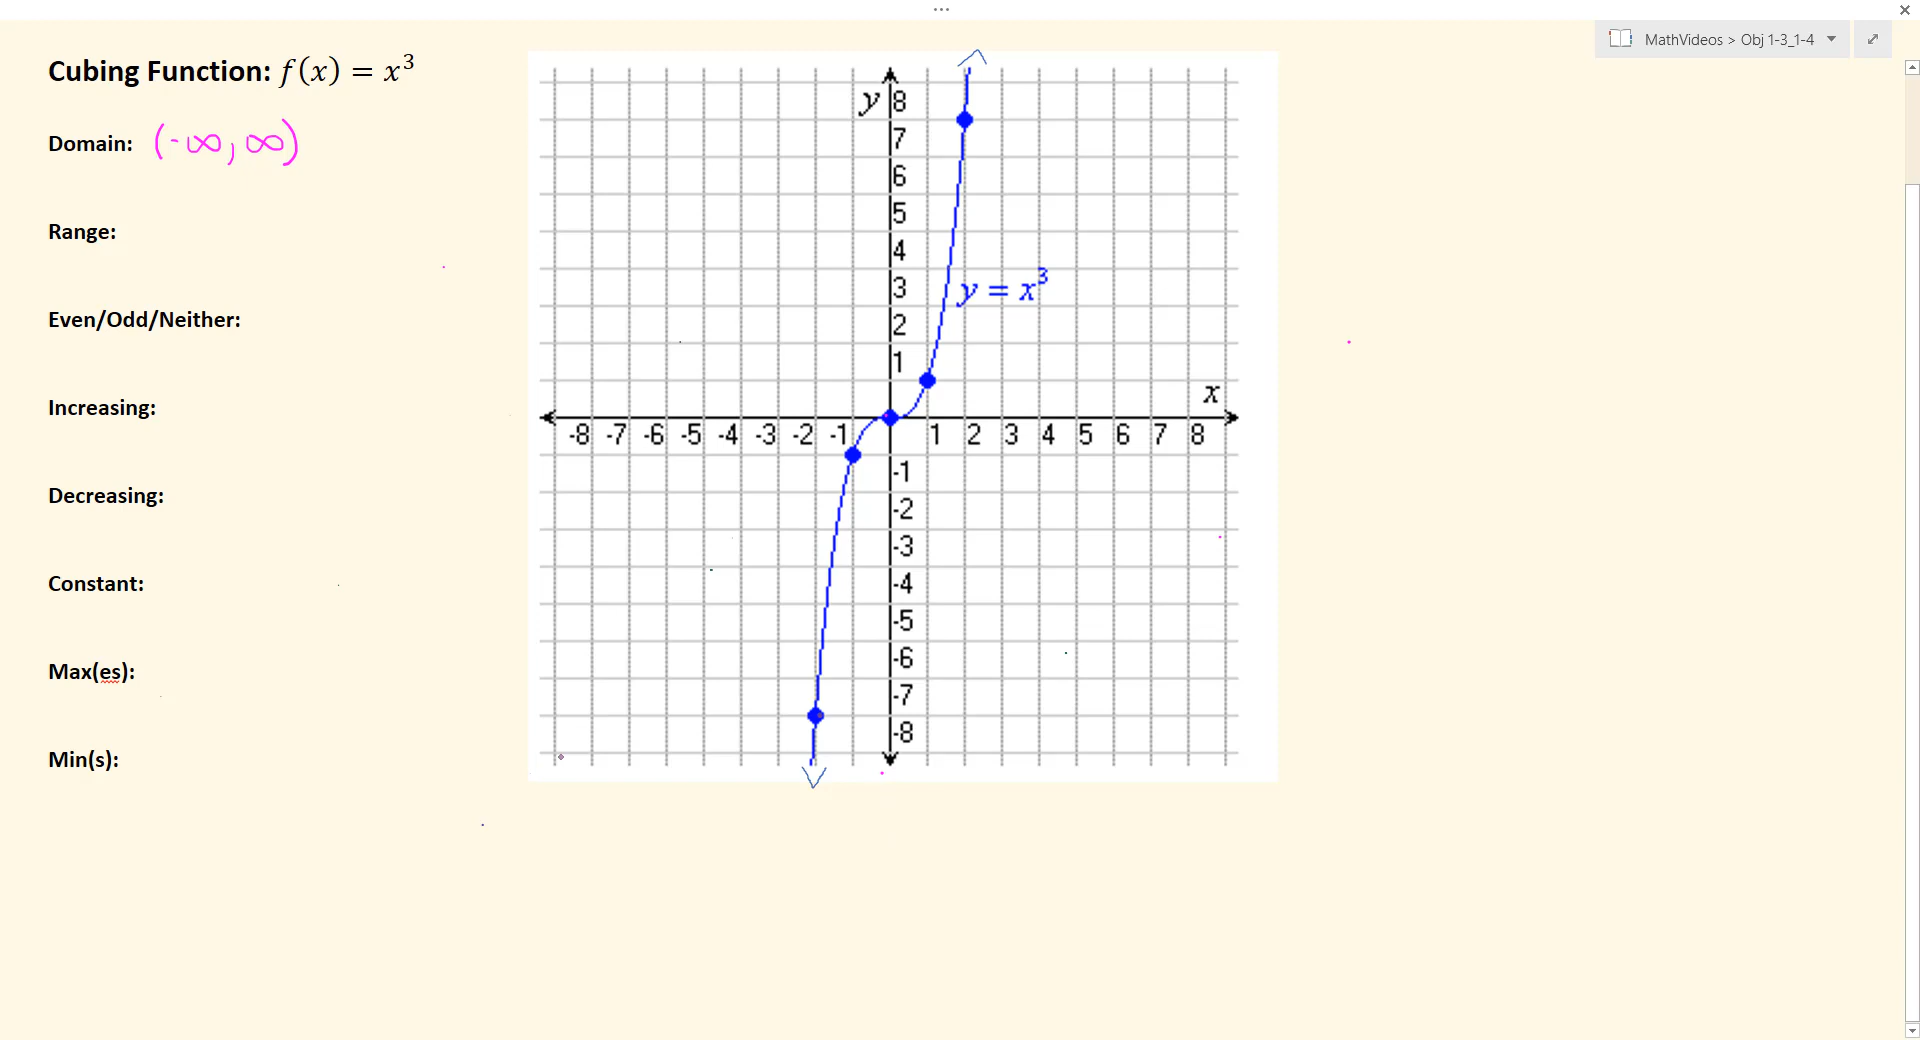 ...
MathVideos > Obj 1-3_1-4
Cubing Function: f(x) = x³
Domain: (-∞, ∞)
Range:
Even/Odd/Neither:
Increasing:
Decreasing:
Constant:
Max(es):
Min(s):
y
8
7
6
5
4
3
2
1
y = x³
x
-8 -7 -6 -5 -4 -3 -2 -1 1 2 3 4 5 6 7 8
-1
-2
-3
-4
-5
-6
-7
-8